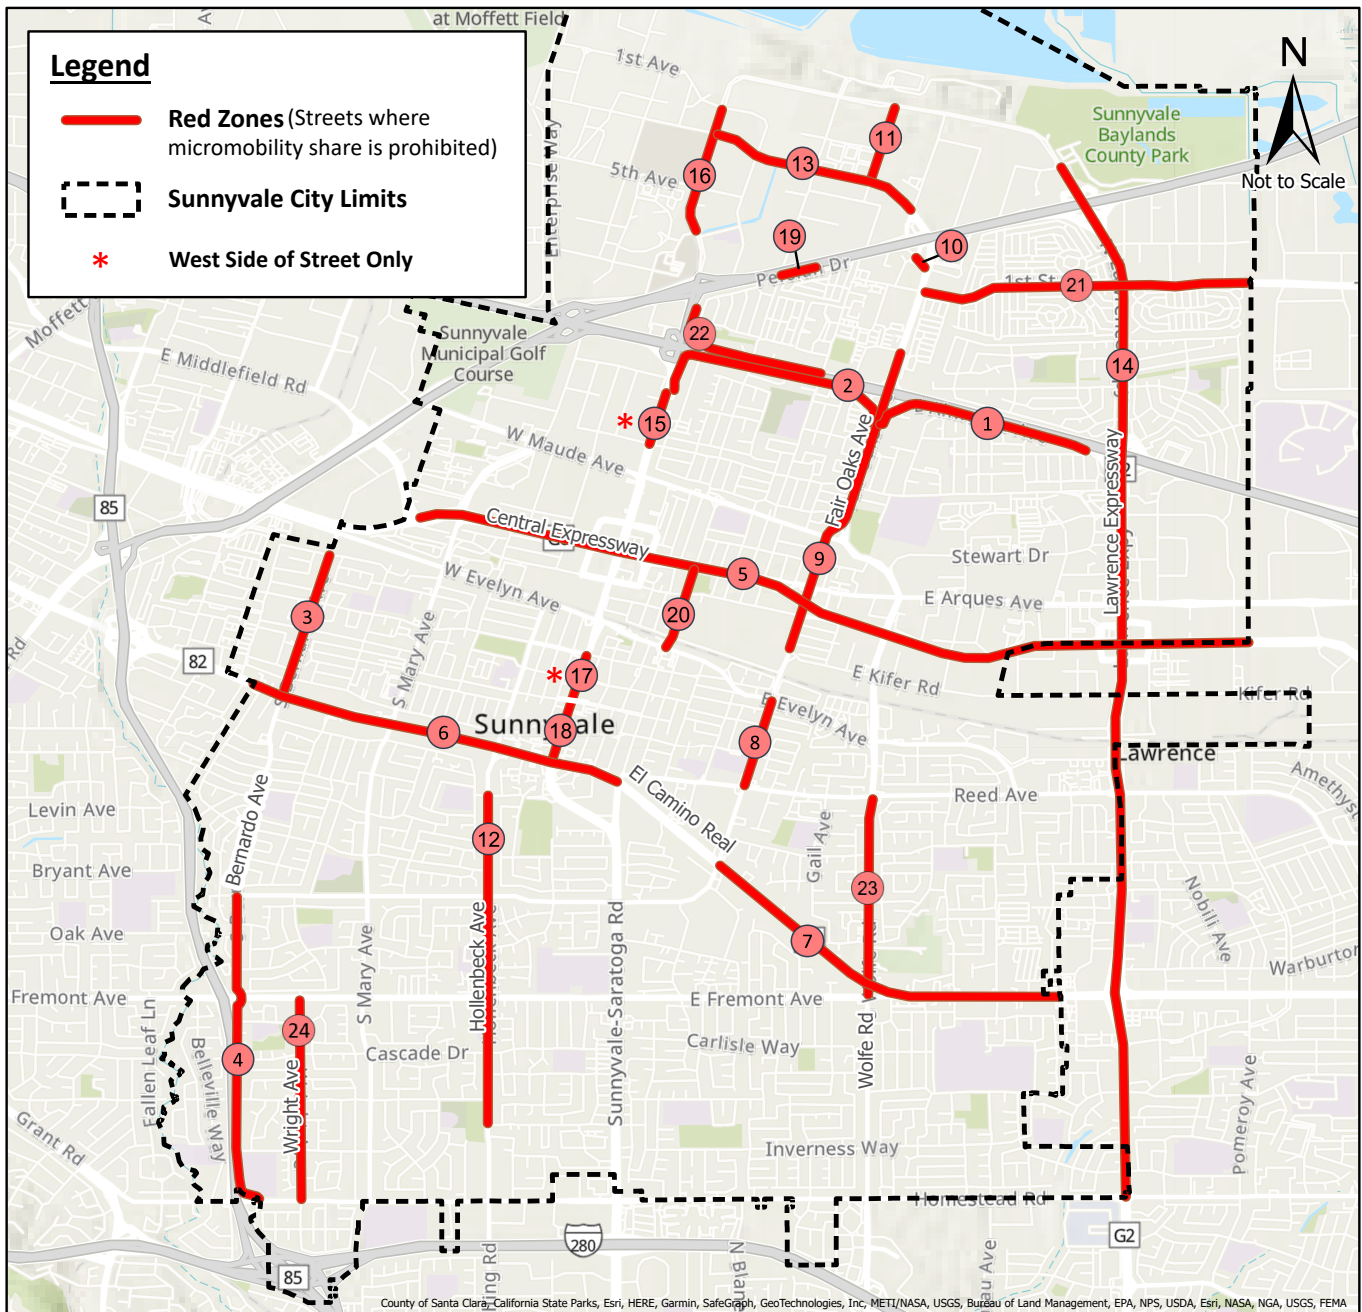 at Moffett Field
Legend
Red Zones (Streets where
micromobility share is prohibited)
Sunnyvale City Limits
* West Side of Street Only
N
Not to Scale
1st Ave
Enterprise Way
5th Ave
Sunnyvale
Baylands
County Park
11
13
16
19
10
Persian Dr
1st St
21
Moffett
Sunnyvale
Municipal Golf
Course
E Middlefield Rd
22
2
14
* 15
1
W Maude Ave
Fair Oaks Ave
Lawrence Expressway
85
Central Expressway
Stewart Dr
9
5
W Evelyn Ave
E Arques Ave
3
20
S Mary Ave
82
* 17
E Kifer Rd
Kifer Rd
E Evelyn Ave
Sunnyvale
6
18
8
Lawrence
El Camino Real
Reed Ave
Amethyst
Levin Ave
Bernardo Ave
12
Gail Ave
Bryant Ave
23
Nobili Ave
Oak Ave
S Mary Ave
Hollenbeck Ave
Sunnyvale-Saratoga Rd
7
Warburton
Fremont Ave
E Fremont Ave
Fallen Leaf Ln
24
Cascade Dr
Carlisle Way
Wolfe Rd
4
Belleville Way
Wright Ave
Pomeroy Ave
Grant Rd
Inverness Way
Homestead Rd
280
G2
85
County of Santa Clara, California State Parks, Esri, HERE, Garmin, SafeGraph, GeoTechnologies, Inc, METI/NASA, USGS, Bureau of Land Management, EPA, NPS, USDA, Esri, NASA, NGA, USGS, FEMA